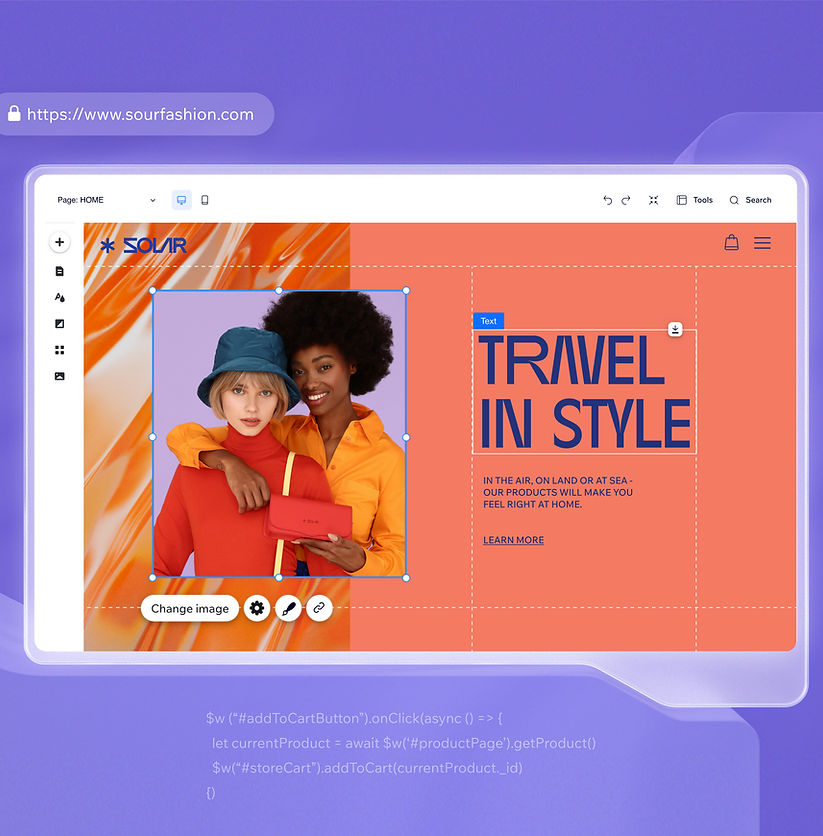 https://www.sourfashion.com
Page: HOME
Tools
Search
SOLAR
Text
TRAVEL
IN STYLE
IN THE AIR, ON LAND OR AT SEA -
OUR PRODUCTS WILL MAKE YOU
FEEL RIGHT AT HOME.
LEARN MORE
Change image
$w (“#addToCartButton”).onClick(async () => {
let currentProduct = await $w(‘#productPage’).getProduct()
$w(“#storeCart”).addToCart(currentProduct._id)
{)